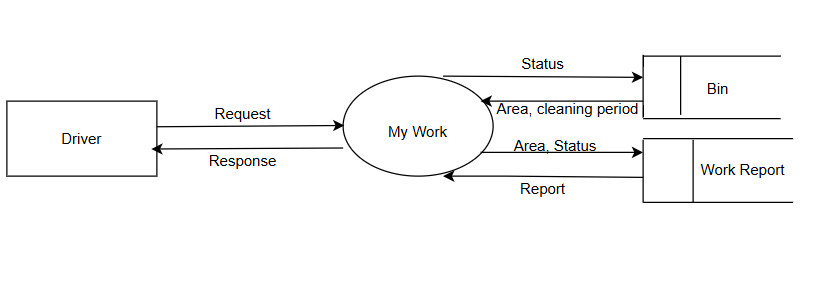 Status
Bin
Area, cleaning period
Request
Driver
My Work
Response
Area, Status
Work Report
Report